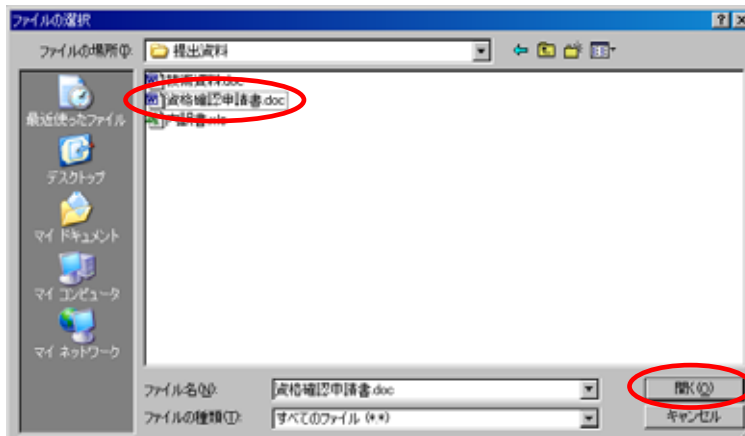 ファイルの選択
ファイルの場所(I): 提出資料
技術資料.doc
資格確認申請書.doc
内訳書.xls
最近使ったファイル
デスクトップ
マイ ドキュメント
マイ コンピュータ
マイ ネットワーク
ファイル名(N): 資格確認申請書.doc 開く(O)
ファイルの種類(T): すべてのファイル (*.*) キャンセル